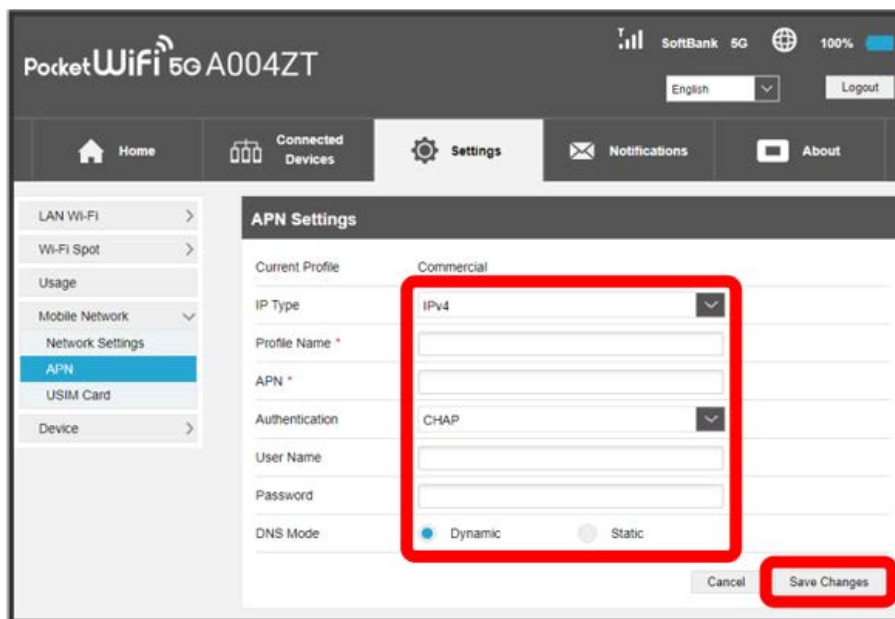 SoftBank 5G 100%
Pocket WiFi 5G A004ZT
English Logout
Home Connected Devices Settings Notifications About
LAN Wi-Fi
Wi-Fi Spot
Usage
Mobile Network
Network Settings
APN
USIM Card
Device
APN Settings
Current Profile Commercial
IP Type IPv4
Profile Name *
APN *
Authentication CHAP
User Name
Password
DNS Mode Dynamic Static
Cancel Save Changes